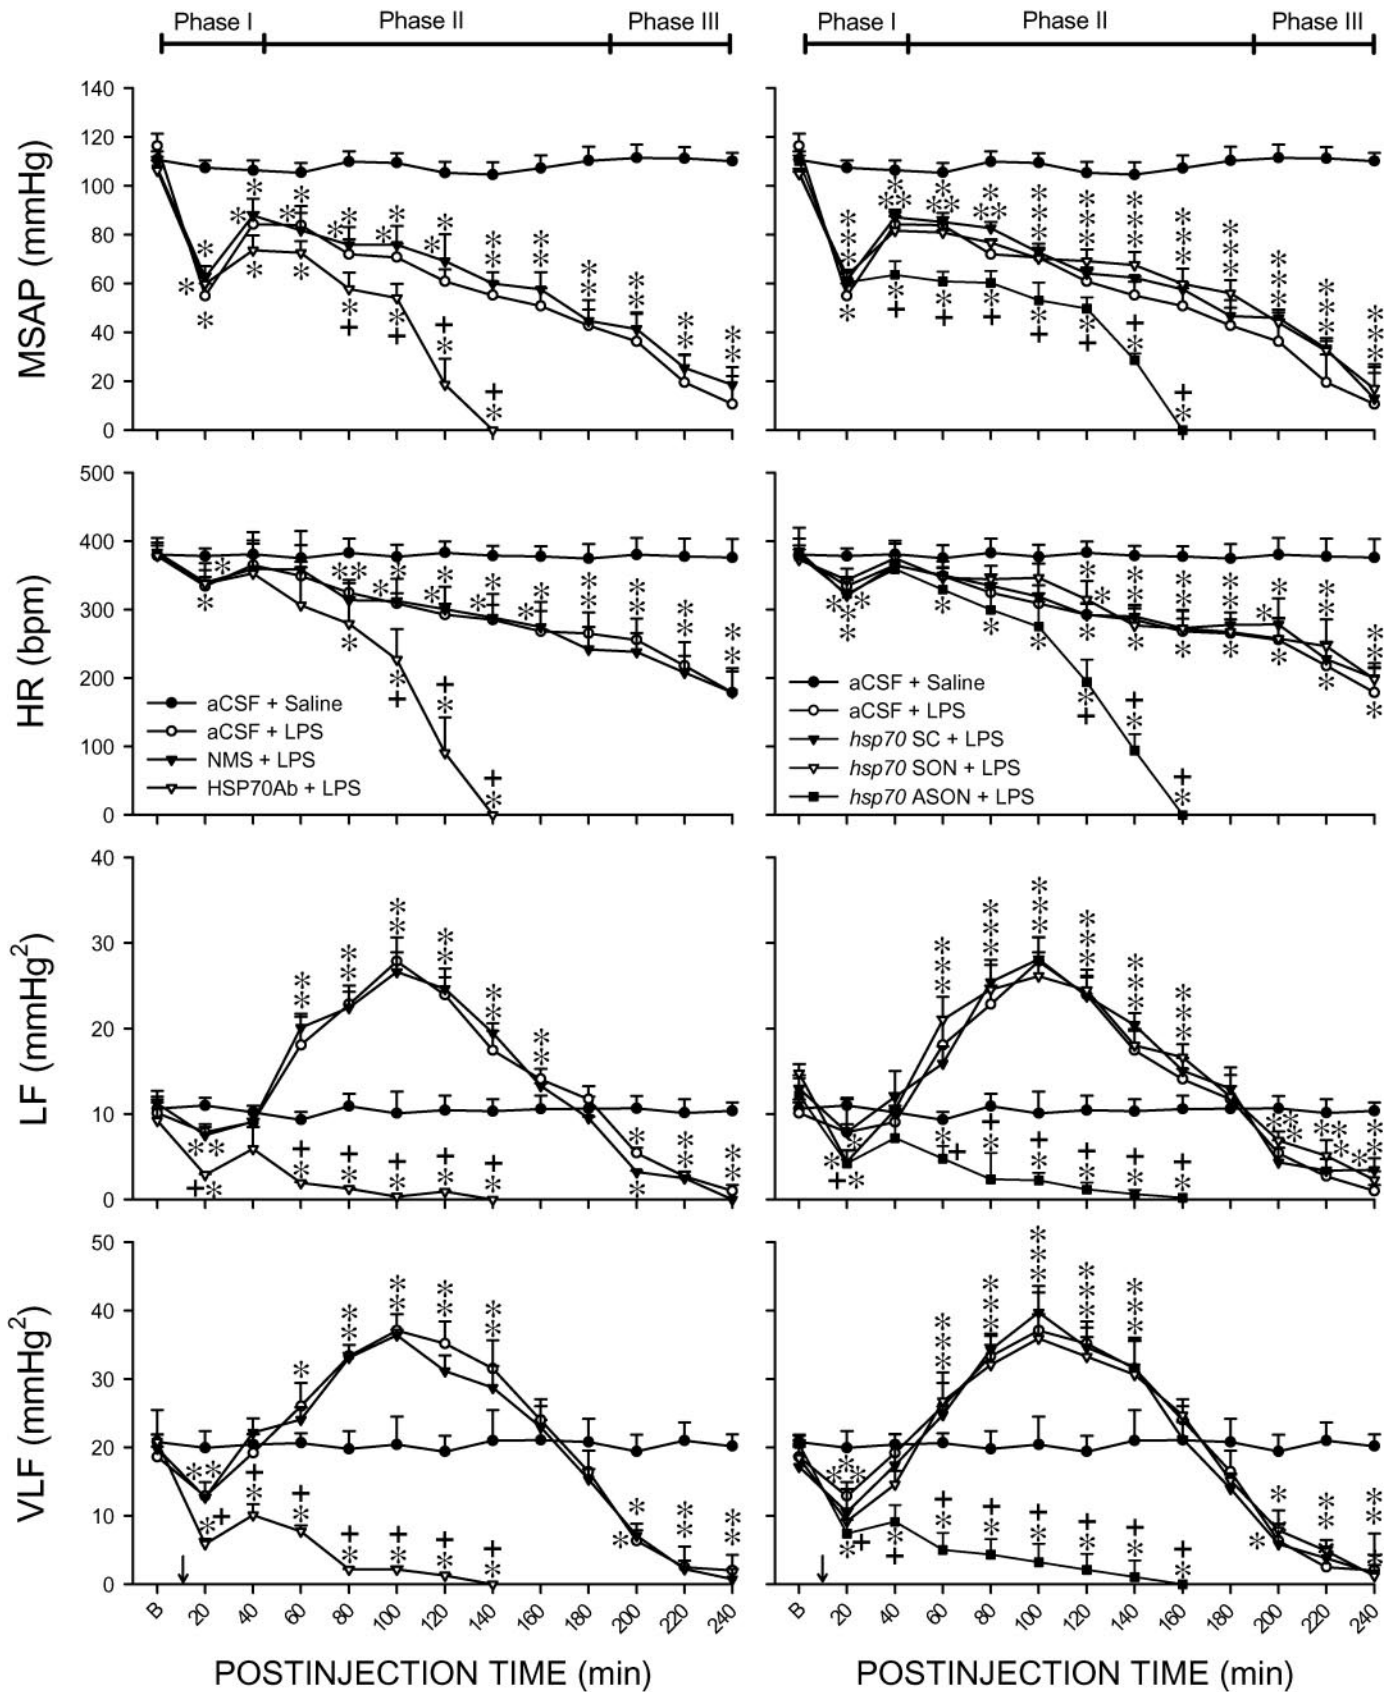 Phase I Phase II Phase III Phase I Phase II Phase III
MSAP (mmHg)
140
120
100
80
60
40
20
0
HR (bpm)
500
400
300
200
100
0
aCSF + Saline
aCSF + LPS
NMS + LPS
HSP70Ab + LPS
aCSF + Saline
aCSF + LPS
hsp70 SC + LPS
hsp70 SON + LPS
hsp70 ASON + LPS
LF (mmHg²)
40
30
20
10
0
VLF (mmHg²)
50
40
30
20
10
0
B 20 40 60 80 100 120 140 160 180 200 220 240
B 20 40 60 80 100 120 140 160 180 200 220 240
POSTINJECTION TIME (min) POSTINJECTION TIME (min)